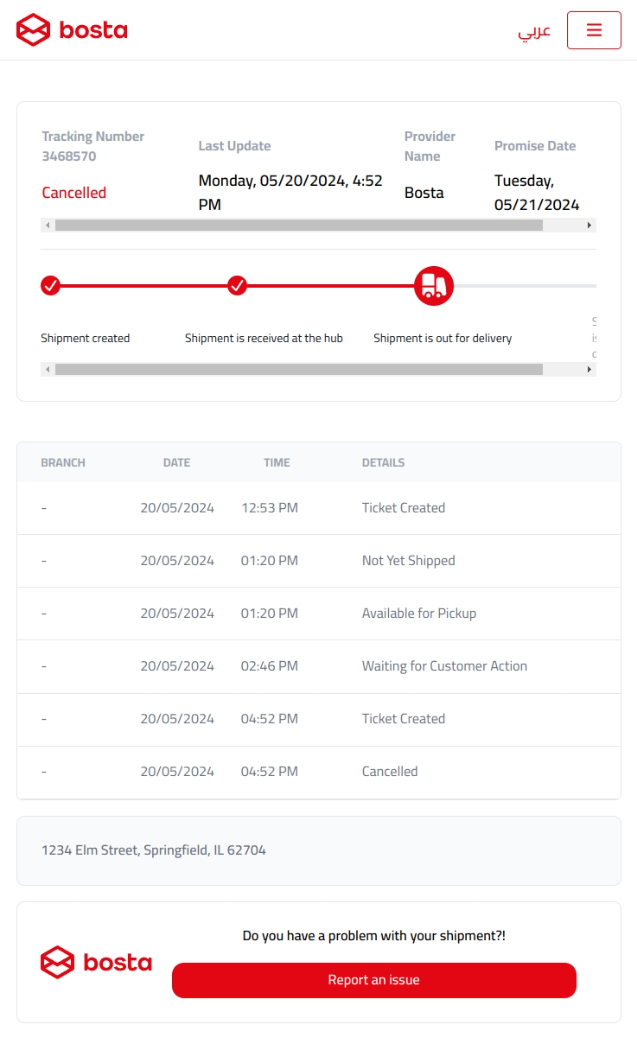 bosta
عربي
Tracking Number
3468570
Last Update
Provider
Name
Promise Date
Cancelled
Monday, 05/20/2024, 4:52
PM
Bosta
Tuesday,
05/21/2024
Shipment created
Shipment is received at the hub
Shipment is out for delivery
BRANCH DATE TIME DETAILS
- 20/05/2024 12:53 PM Ticket Created
- 20/05/2024 01:20 PM Not Yet Shipped
- 20/05/2024 01:20 PM Available for Pickup
- 20/05/2024 02:46 PM Waiting for Customer Action
- 20/05/2024 04:52 PM Ticket Created
- 20/05/2024 04:52 PM Cancelled
1234 Elm Street, Springfield, IL 62704
Do you have a problem with your shipment?!
bosta
Report an issue